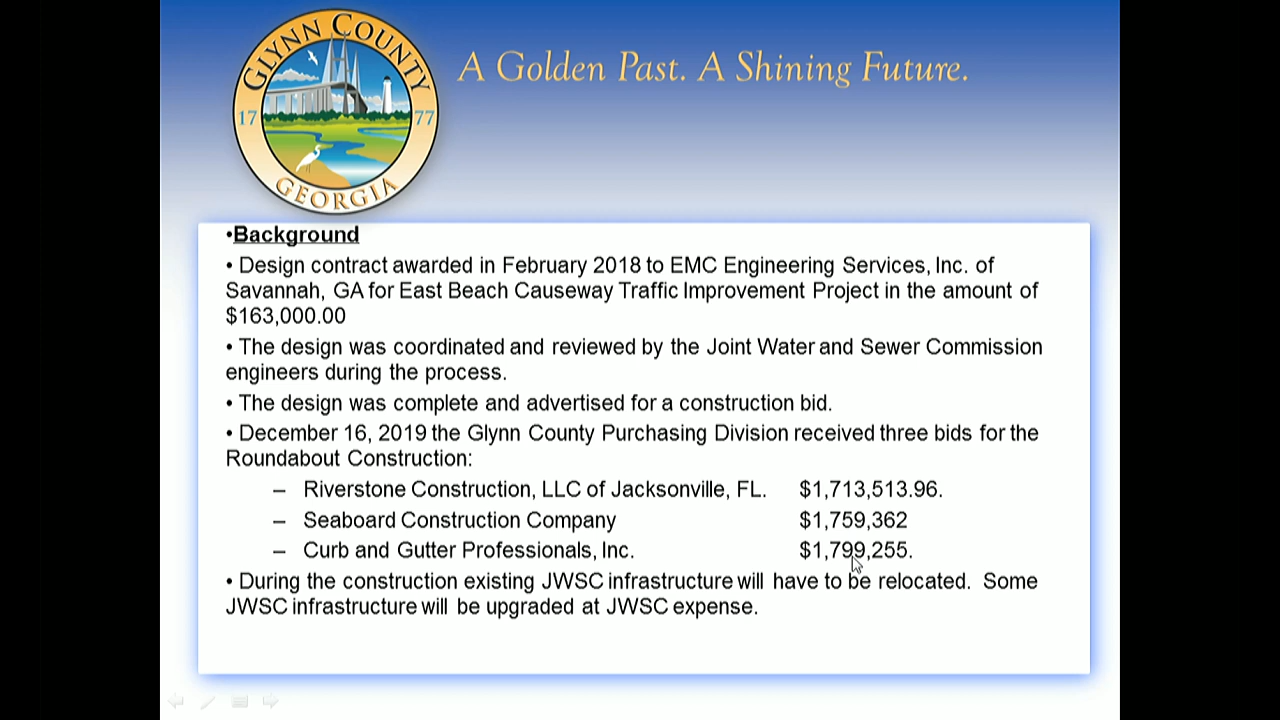 GLYNN COUNTY
17 77
GEORGIA
A Golden Past. A Shining Future.
•Background
• Design contract awarded in February 2018 to EMC Engineering Services, Inc. of
Savannah, GA for East Beach Causeway Traffic Improvement Project in the amount of
$163,000.00
• The design was coordinated and reviewed by the Joint Water and Sewer Commission
engineers during the process.
• The design was complete and advertised for a construction bid.
• December 16, 2019 the Glynn County Purchasing Division received three bids for the
Roundabout Construction:
– Riverstone Construction, LLC of Jacksonville, FL. $1,713,513.96.
– Seaboard Construction Company $1,759,362
– Curb and Gutter Professionals, Inc. $1,799,255.
• During the construction existing JWSC infrastructure will have to be relocated. Some
JWSC infrastructure will be upgraded at JWSC expense.